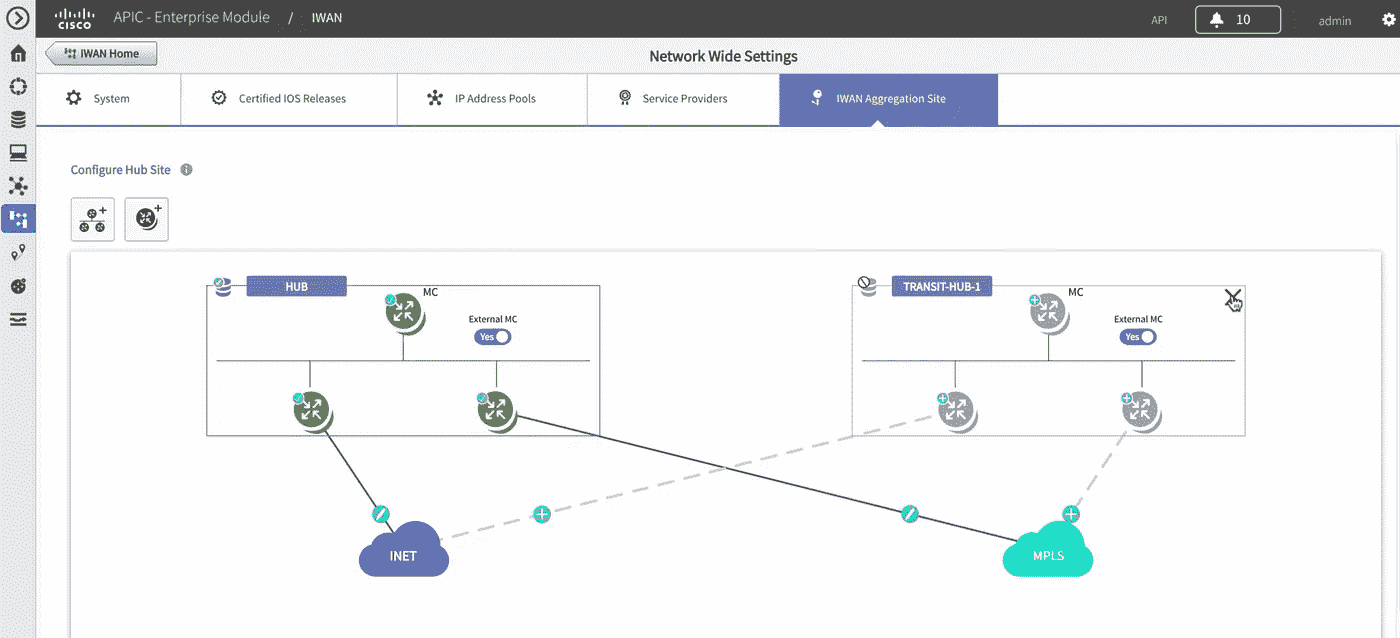 CISCO APIC - Enterprise Module / IWAN API 10 admin
IWAN Home
Network Wide Settings
System Certified IOS Releases IP Address Pools Service Providers IWAN Aggregation Site
Configure Hub Site
HUB
MC
External MC
Yes
TRANSIT-HUB-1
MC
External MC
Yes
INET
MPLS